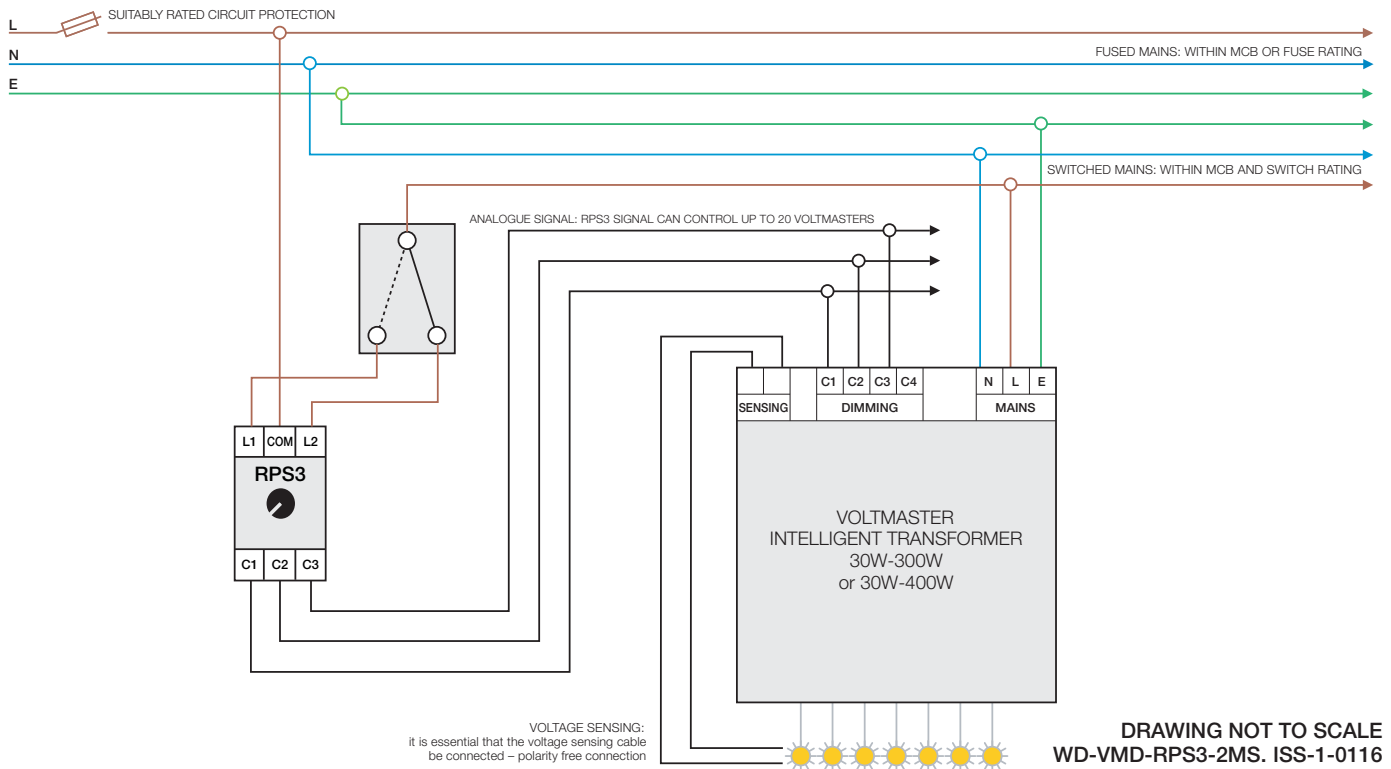 L
SUITABLY RATED CIRCUIT PROTECTION
N
FUSED MAINS: WITHIN MCB OR FUSE RATING
E
SWITCHED MAINS: WITHIN MCB AND SWITCH RATING
ANALOGUE SIGNAL: RPS3 SIGNAL CAN CONTROL UP TO 20 VOLTMASTERS
C1 C2 C3 C4
N L E
SENSING
DIMMING
MAINS
L1 COM L2
RPS3
C1 C2 C3
VOLTMASTER
INTELLIGENT TRANSFORMER
30W-300W
or 30W-400W
VOLTAGE SENSING:
it is essential that the voltage sensing cable
be connected – polarity free connection
DRAWING NOT TO SCALE
WD-VMD-RPS3-2MS. ISS-1-0116